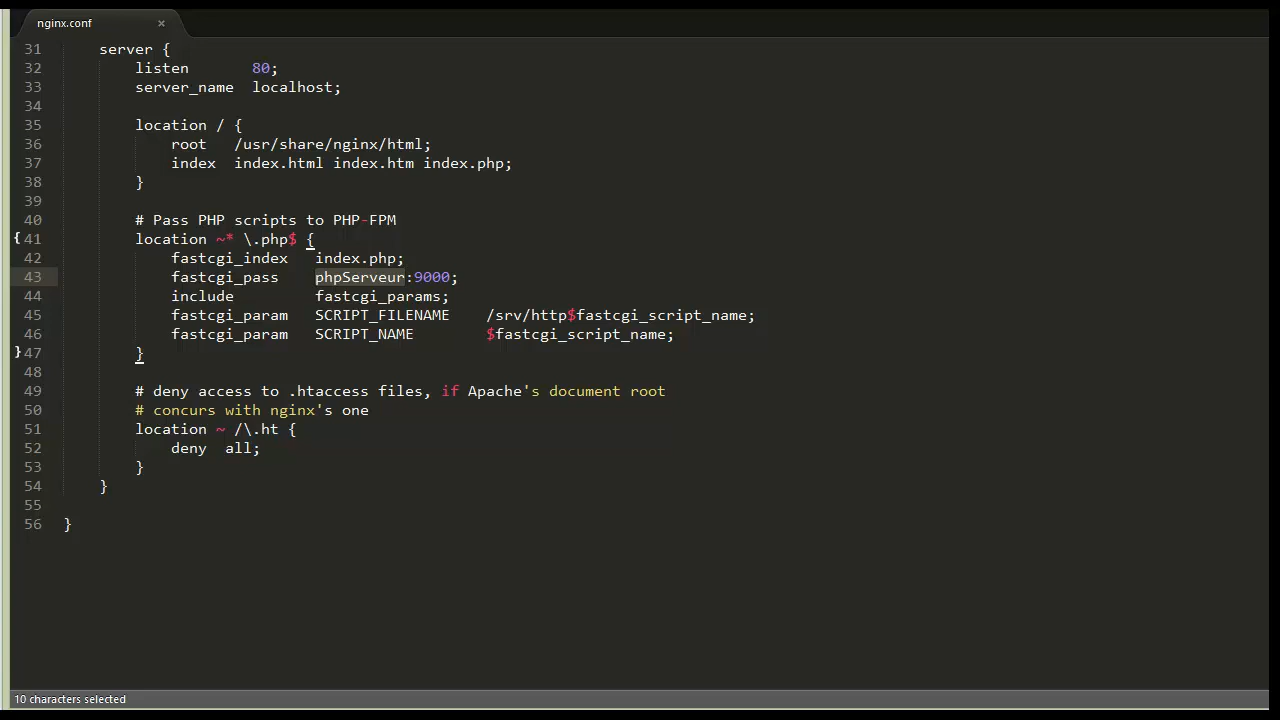 nginx.conf ×
31 server {
32 listen 80;
33 server_name localhost;
34
35 location / {
36 root /usr/share/nginx/html;
37 index index.html index.htm index.php;
38 }
39
40 # Pass PHP scripts to PHP-FPM
{ 41 location ~* \.php$ {
42 fastcgi_index index.php;
43 fastcgi_pass phpServeur:9000;
44 include fastcgi_params;
45 fastcgi_param SCRIPT_FILENAME /srv/http$fastcgi_script_name;
46 fastcgi_param SCRIPT_NAME $fastcgi_script_name;
} 47 }
48
49 # deny access to .htaccess files, if Apache's document root
50 # concurs with nginx's one
51 location ~ /\.ht {
52 deny all;
53 }
54 }
55
56 }
10 characters selected